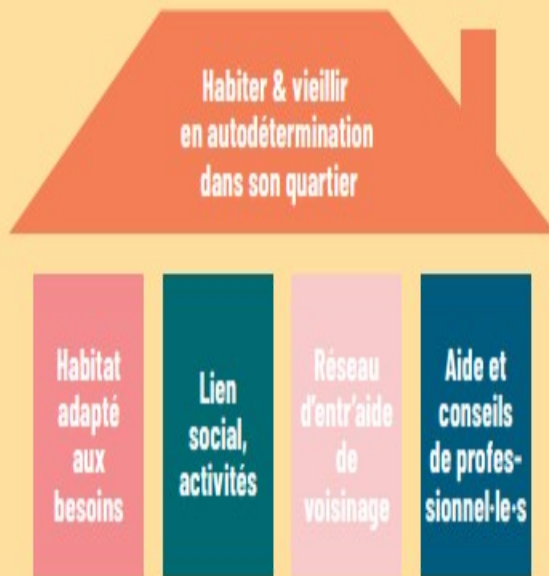 Habiter & vieillir
en autodétermination
dans son quartier
Habitat
adapté
aux
besoins
Lien
social,
activités
Réseau
d'entr'aide
de
voisinage
Aide et
conseils
de profes-
sionnel·le·s